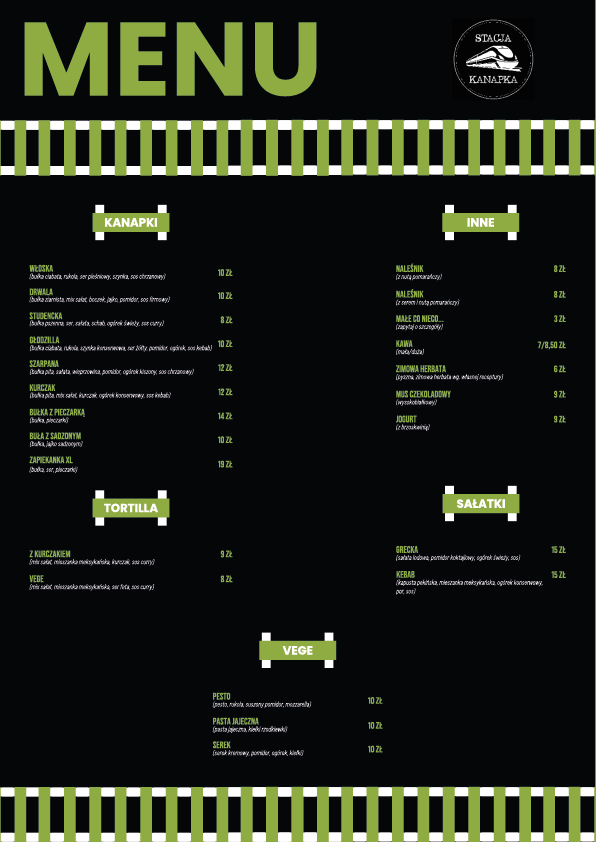 MENU
STACJA
KANAPKA
KANAPKI
WŁOSKA
(bułka ciabata, rukola, ser pleśniowy, szynka, sos chrzanowy)
10 ZŁ
DRWALA
(bułka ziarnista, mix sałat, boczek, jajko, pomidor, sos firmowy)
10 ZŁ
STUDENCKA
(bułka pszenna, ser, sałata, schab, ogórek świeży, sos curry)
8 ZŁ
GŁODZILLA
(bułka ciabata, rukola, szynka konserwowa, ser żółty, pomidor, ogórek, sos kebab)
10 ZŁ
SZARPANA
(bułka pita, sałata, wieprzowina, pomidor, ogórek kiszony, sos chrzanowy)
12 ZŁ
KURCZAK
(bułka pita, mix sałat, kurczak, ogórek konserwowy, sos kebab)
12 ZŁ
BUŁKA Z PIECZARKĄ
(bułka, pieczarki)
14 ZŁ
BUŁA Z SADZONYM
(bułka, jajko sadzonym)
10 ZŁ
ZAPIEKANKA XL
(bułka, ser, pieczarki)
19 ZŁ
TORTILLA
Z KURCZAKIEM
(mix sałat, mieszanka meksykańska, kurczak, sos curry)
9 ZŁ
VEGE
(mix sałat, mieszanka meksykańska, ser feta, sos curry)
8 ZŁ
INNE
NALEŚNIK
(z nutą pomarańczy)
8 ZŁ
NALEŚNIK
(z serem i nutą pomarańczy)
8 ZŁ
MAŁE CO NIECO...
(zapytaj o szczegóły)
3 ZŁ
KAWA
(mała/duża)
7/8,50 ZŁ
ZIMOWA HERBATA
(pyszna, zimowa herbata wg. własnej receptury)
6 ZŁ
MUS CZEKOLADOWY
(wysokobiałkowy)
9 ZŁ
JOGURT
(z brzoskwinią)
9 ZŁ
SAŁATKI
GRECKA
(sałata lodowa, pomidor koktajlowy, ogórek świeży, sos)
15 ZŁ
KEBAB
(kapusta pekińska, mieszanka meksykańska, ogórek konserwowy,
por, sos)
15 ZŁ
VEGE
PESTO
(pesto, rukola, suszony pomidor, mozzarella)
10 ZŁ
PASTA JAJECZNA
(pasta jajeczna, kiełki rzodkiewki)
10 ZŁ
SEREK
(serek kremowy, pomidor, ogórek, kiełki)
10 ZŁ